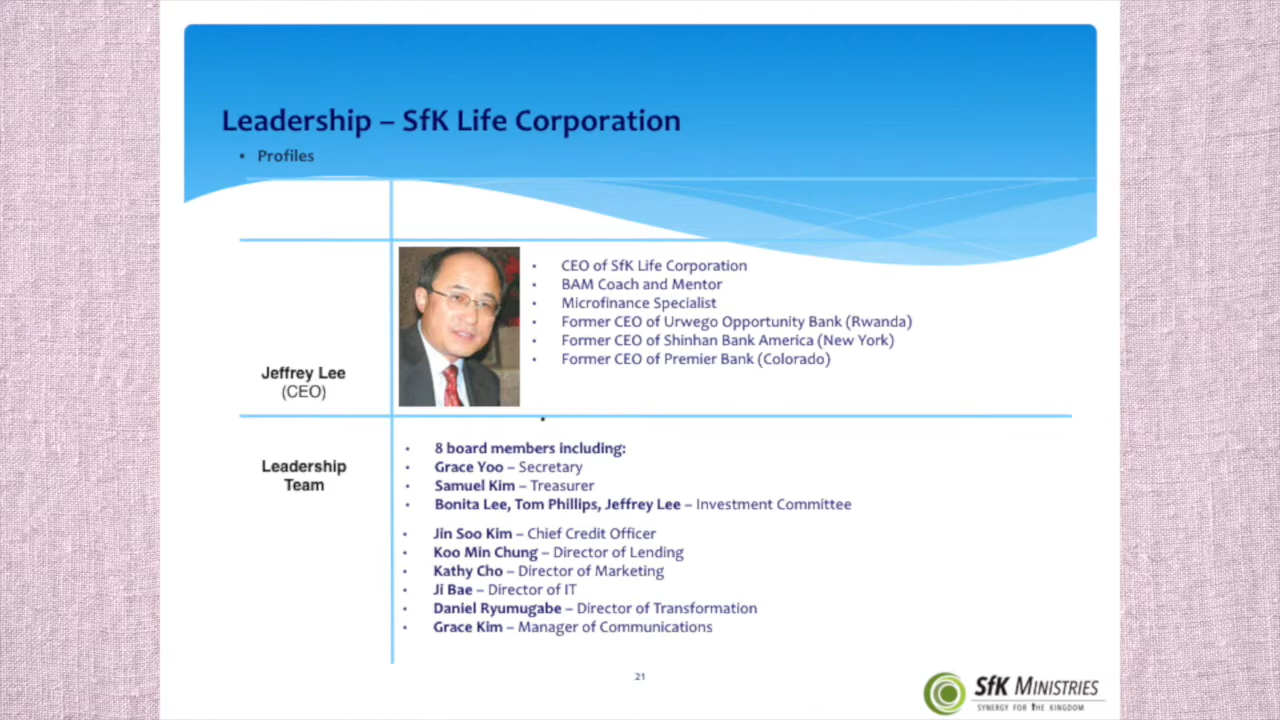 Leadership – SfK Life Corporation
• Profiles
• CEO of SfK Life Corporation
• BAM Coach and Mentor
• Microfinance Specialist
• Former CEO of Urwego Opportunity Bank (Rwanda)
• Former CEO of Shinhan Bank America (New York)
• Former CEO of Premier Bank (Colorado)
Jeffrey Lee
(CEO)
•
Leadership
Team
• 8 board members including:
• Grace Yoo – Secretary
• Samuel Kim – Treasurer
• Bonita Lee, Tom Phillips, Jeffrey Lee – Investment Committee
• Jin Soo Kim – Chief Credit Officer
• Koo Min Chung – Director of Lending
• Kathy Cho – Director of Marketing
• Ji Bae – Director of IT
• Daniel Ryumugabe – Director of Transformation
• Grace Kim – Manager of Communications
21
SfK MINISTRIES
SYNERGY FOR THE KINGDOM